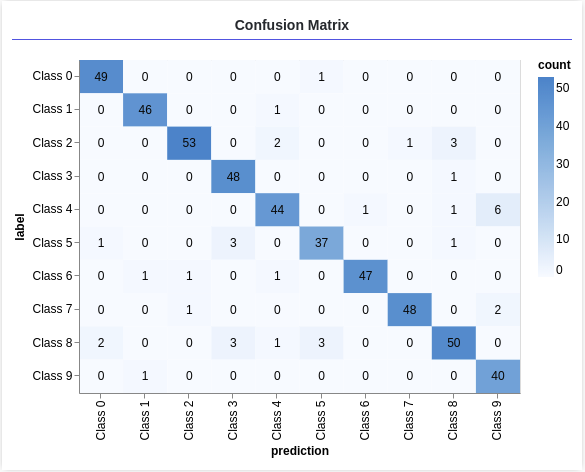 Confusion Matrix
count
Class 0 49 0 0 0 0 1 0 0 0 0
Class 1 0 46 0 0 1 0 0 0 0 0
Class 2 0 0 53 0 2 0 0 1 3 0
Class 3 0 0 0 48 0 0 0 0 1 0
Class 4 0 0 0 0 44 0 1 0 1 6
Class 5 1 0 0 3 0 37 0 0 1 0
Class 6 0 1 1 0 1 0 47 0 0 0
Class 7 0 0 1 0 0 0 0 48 0 2
Class 8 2 0 0 3 1 3 0 0 50 0
Class 9 0 1 0 0 0 0 0 0 0 40
label
Class 0 Class 1 Class 2 Class 3 Class 4 Class 5 Class 6 Class 7 Class 8 Class 9
prediction
50
40
30
20
10
0